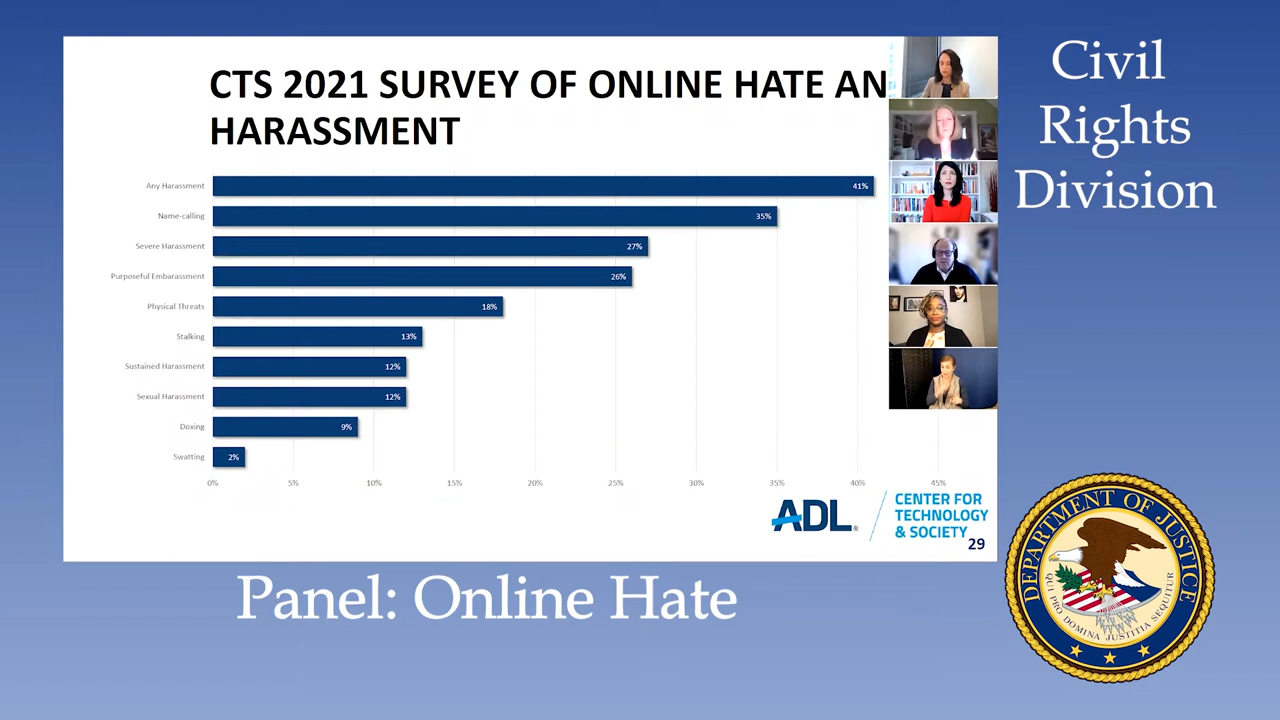 CTS 2021 SURVEY OF ONLINE HATE AN
HARASSMENT
Any Harassment 41%
Name-calling 35%
Severe Harassment 27%
Purposeful Embarassment 26%
Physical Threats 18%
Stalking 13%
Sustained Harassment 12%
Sexual Harassment 12%
Doxing 9%
Swatting 2%
0% 5% 10% 15% 20% 25% 30% 35% 40% 45%
ADL®
CENTER FOR
TECHNOLOGY
& SOCIETY
29
Civil
Rights
Division
Panel: Online Hate
DEPARTMENT OF JUSTICE
QUI PRO DOMINA JUSTITIA SEQUITUR